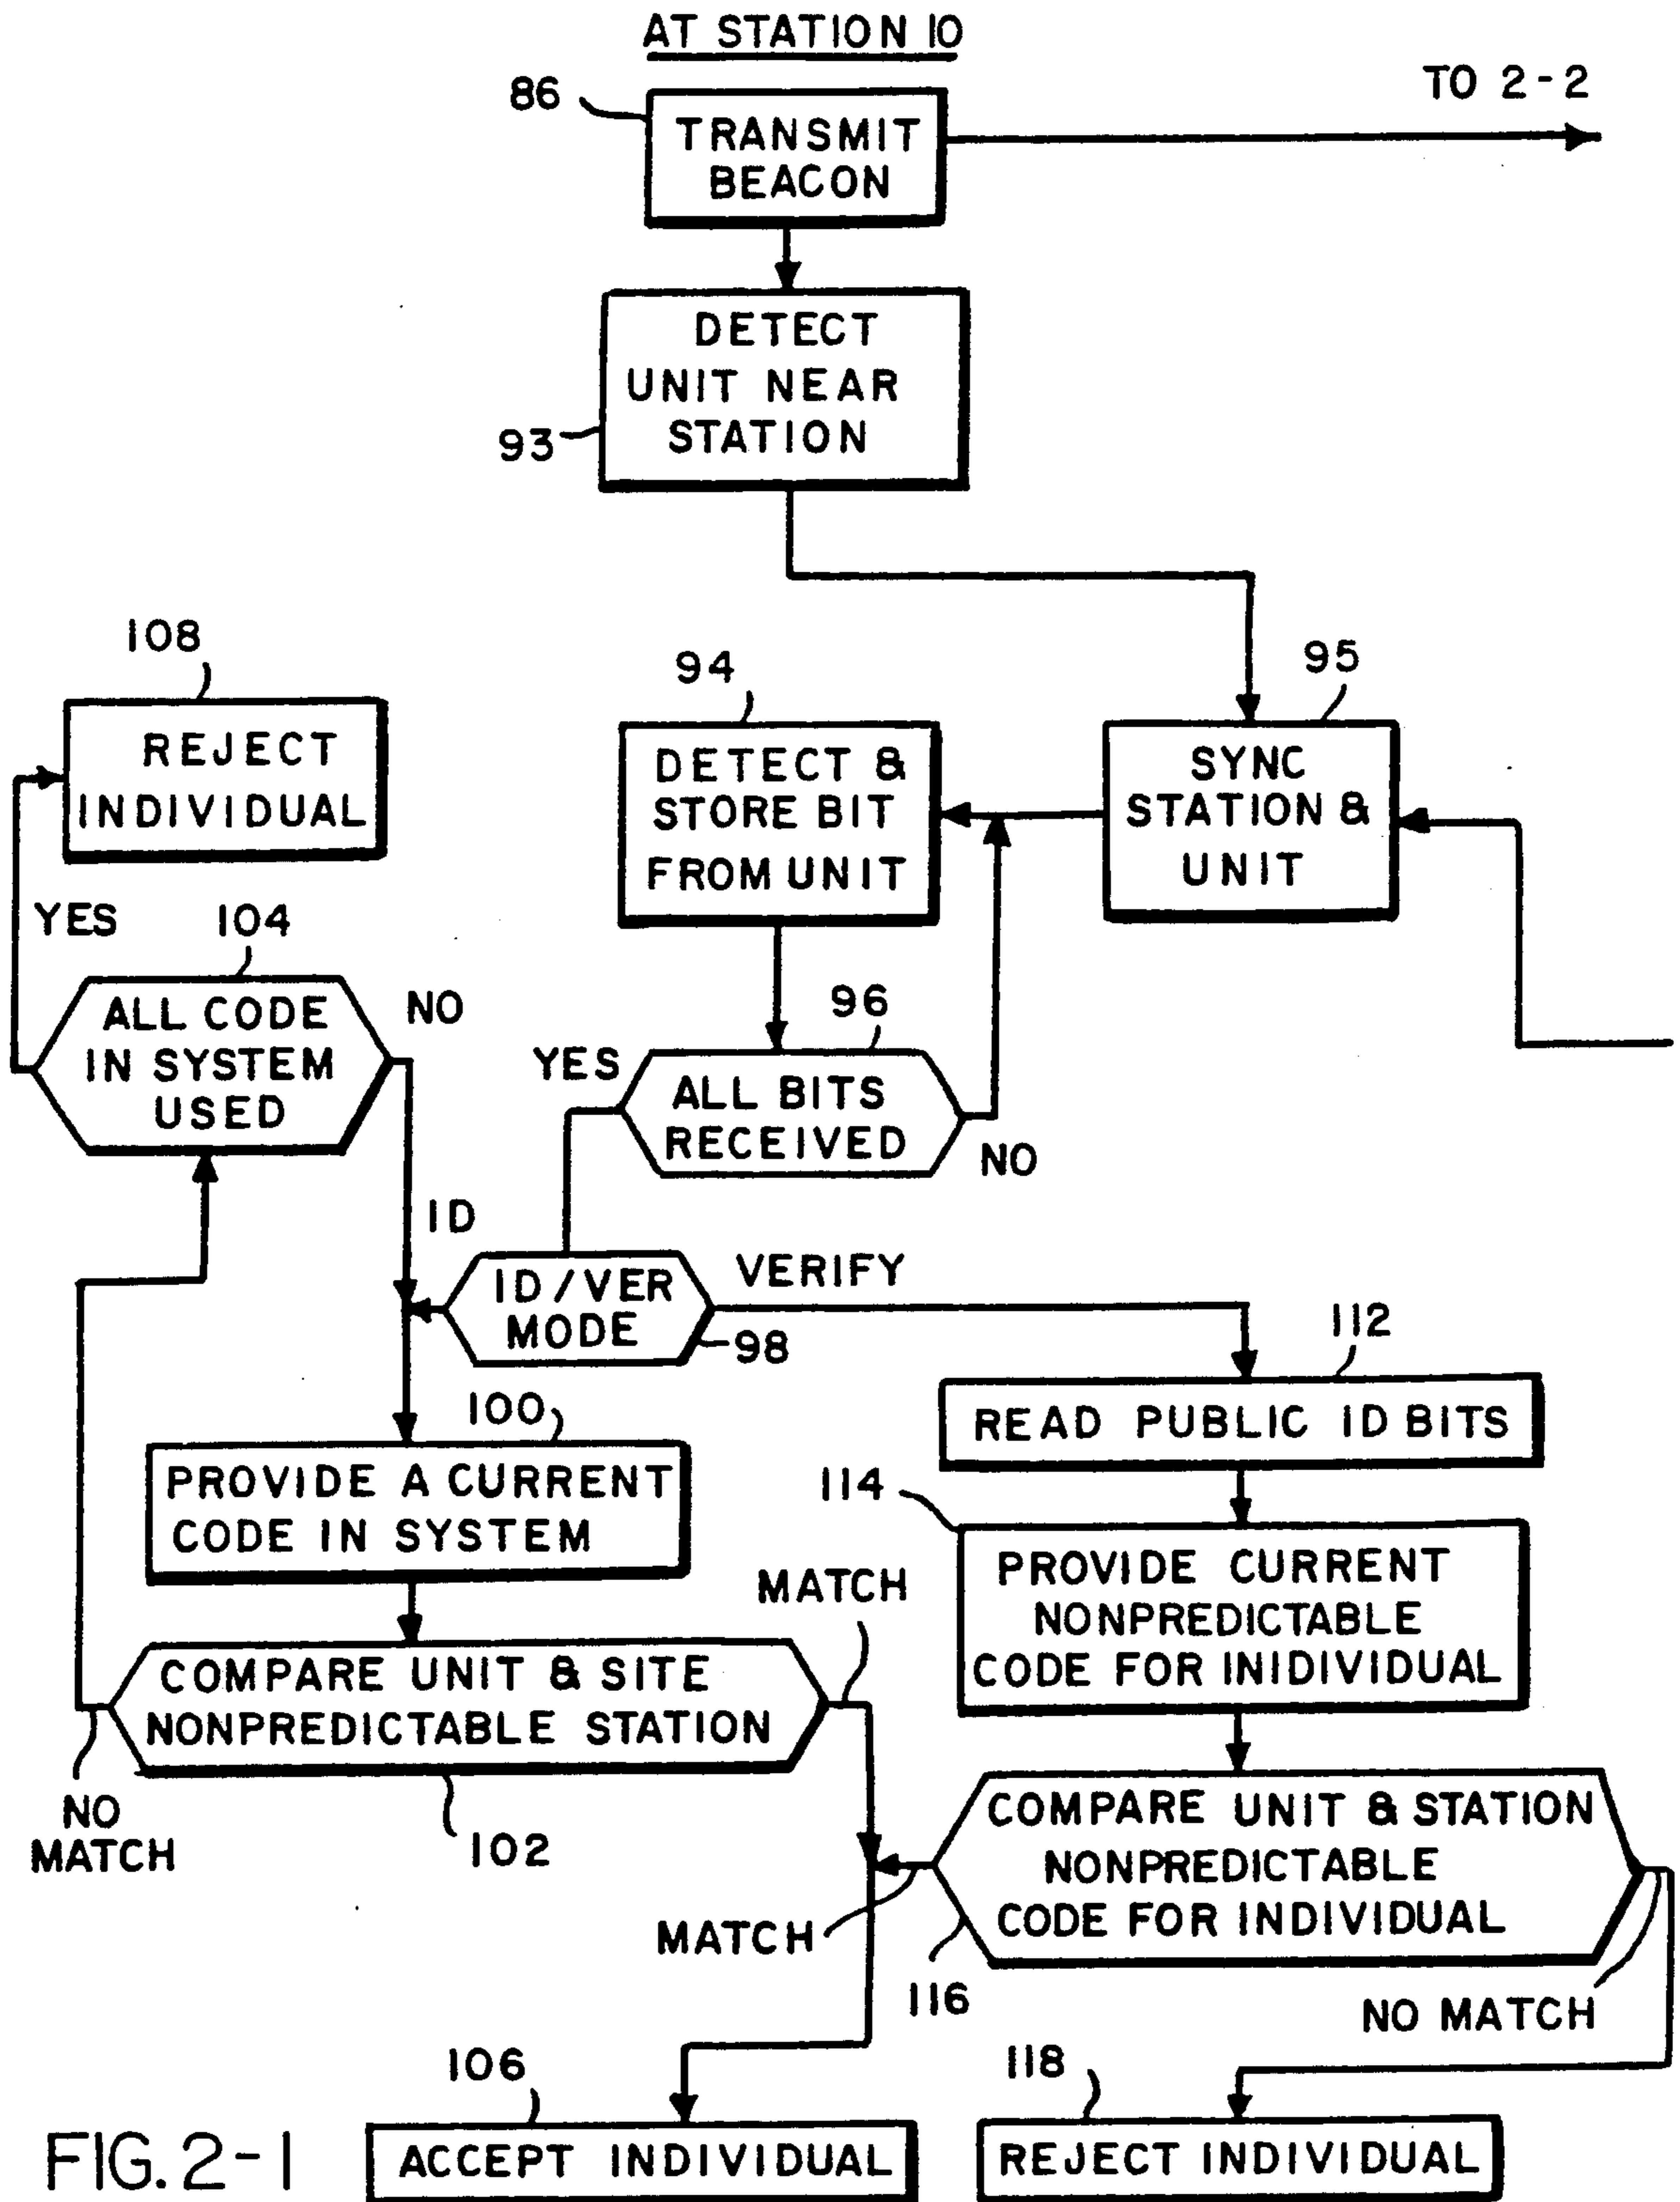 AT STATION 10
86
TRANSMIT
BEACON
TO 2-2
DETECT
UNIT NEAR
STATION
93
108
REJECT
INDIVIDUAL
94
DETECT &
STORE BIT
FROM UNIT
95
SYNC
STATION &
UNIT
YES
104
ALL CODE
IN SYSTEM
USED
NO
96
YES
ALL BITS
RECEIVED
NO
ID
ID/VER
MODE
VERIFY
98
112
READ PUBLIC ID BITS
100
PROVIDE A CURRENT
CODE IN SYSTEM
114
PROVIDE CURRENT
NONPREDICTABLE
CODE FOR INIDIVIDUAL
MATCH
COMPARE UNIT & SITE
NONPREDICTABLE STATION
NO
MATCH
102
COMPARE UNIT & STATION
NONPREDICTABLE
CODE FOR INDIVIDUAL
MATCH
116
NO MATCH
106
ACCEPT INDIVIDUAL
118
REJECT INDIVIDUAL
FIG. 2-1